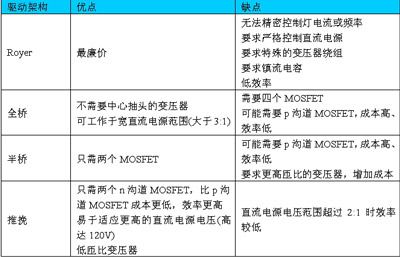 驱动架构 优点 缺点
Royer 最廉价
无法精密控制灯电流或频率
要求严格控制直流电源
要求特殊的变压器绕组
要求镇流电容
低效率
全桥
不需要中心抽头的变压器
可工作于宽直流电源范围(大于3:1)
需要四个 MOSFET
可能需要 p 沟道 MOSFET,成本高、
效率低
半桥 只需两个 MOSFET
可能需要 p 沟道 MOSFET,成本高、
效率低
要求更高匝比的变压器,增加成本
推挽
只需两个 n 沟道 MOSFET,比 p 沟
道 MOSFET 成本更低,效率更高
易于适应更高的直流电源电压(高
达 120V)
低匝比变压器
直流电源电压范围超过 2:1 时效率
较低